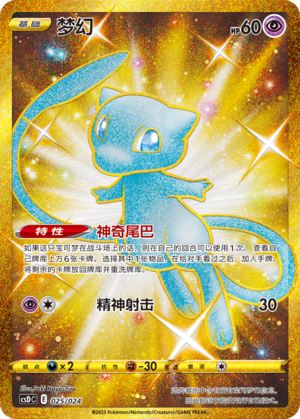 基础 梦幻 HP60
特性 神奇尾巴
如果这只宝可梦在战斗场上的话，则在自己的回合可以使用1次。查看自
己牌库上方6张卡牌。选择其中1张物品，在给对手看过之后，加入手牌。
将剩余的卡牌放回牌库并重洗牌库。
精神射击 30
弱点 ×2 抗性 -30 撤退
Illus.
csDC E 025/024
©2023 Pokémon/Nintendo/Creatures/GAME FREAK.